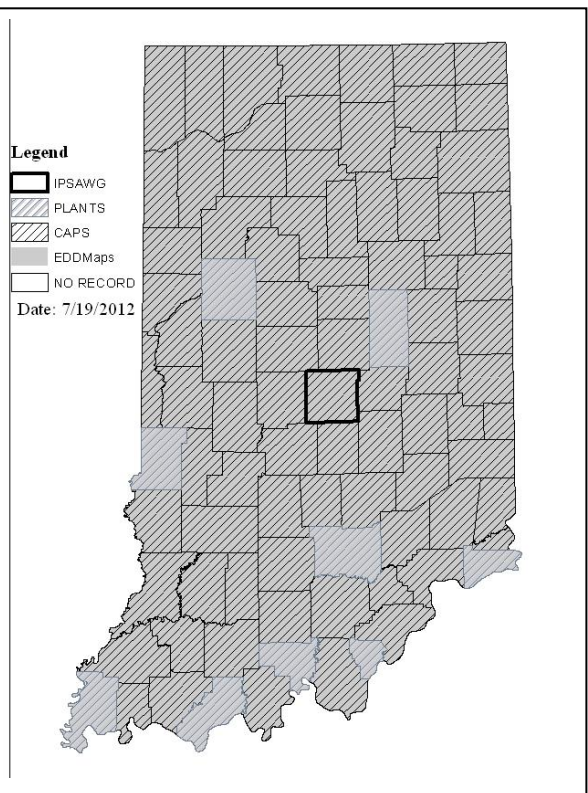 Legend
IPSAWG
PLANTS
CAPS
EDDMaps
NO RECORD
Date: 7/19/2012